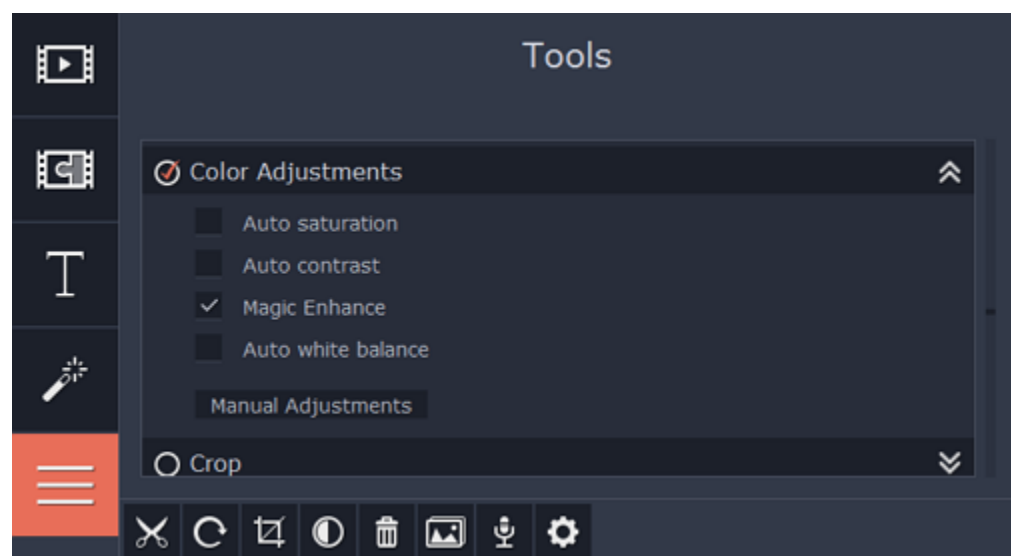 Tools
Color Adjustments
Auto saturation
Auto contrast
Magic Enhance
Auto white balance
Manual Adjustments
Crop
T